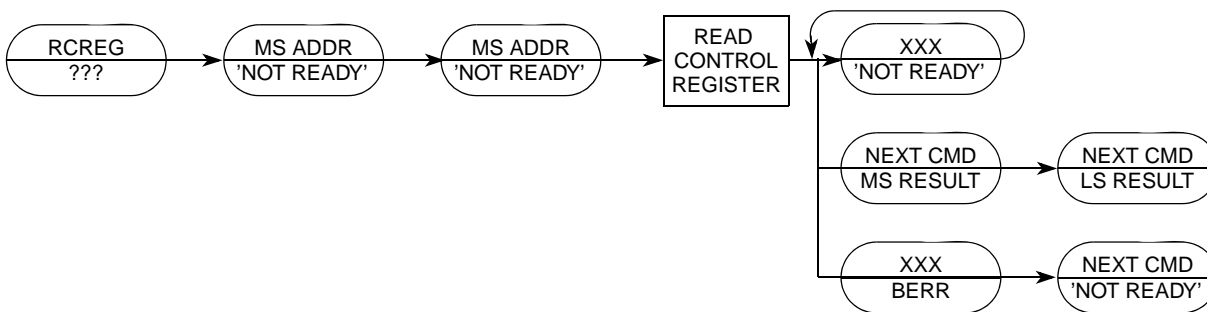 RCREG
???
MS ADDR
'NOT READY'
MS ADDR
'NOT READY'
READ
CONTROL
REGISTER
XXX
'NOT READY'
NEXT CMD
MS RESULT
NEXT CMD
LS RESULT
XXX
BERR
NEXT CMD
'NOT READY'